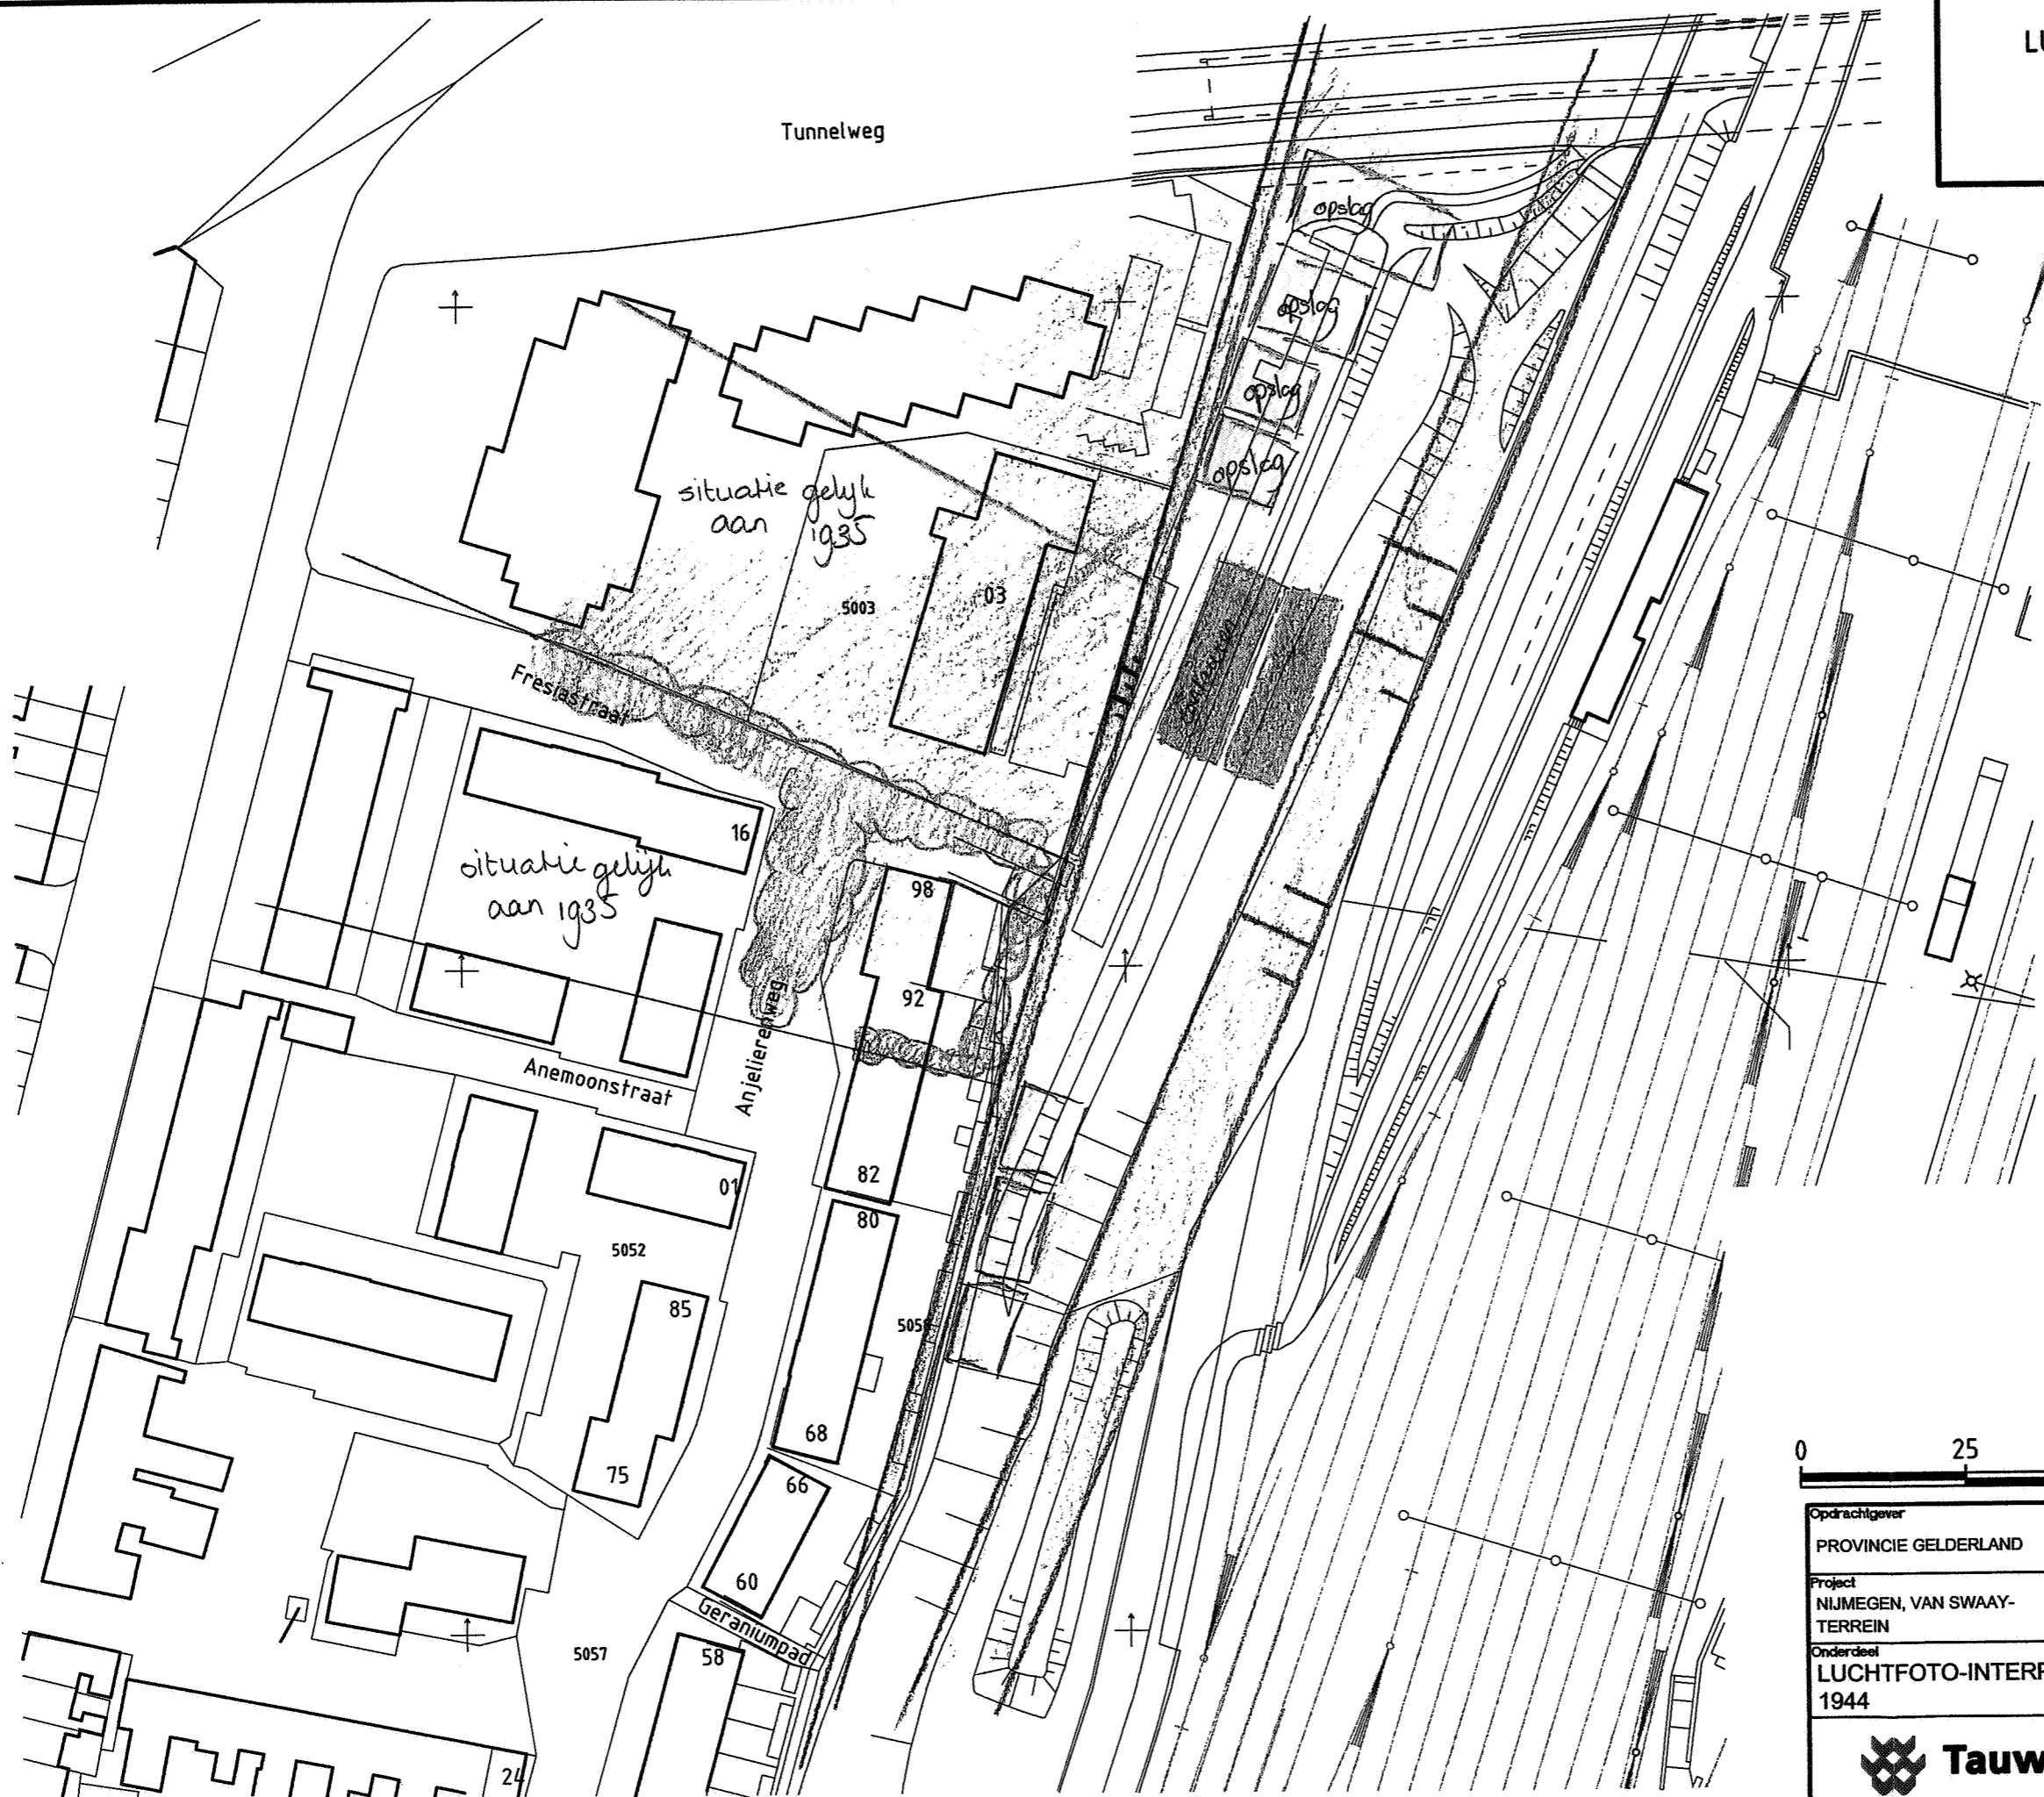 LU
Tunnelweg
opslag
opslag
opslag
opslag
situatie gelijk
aan 1935
03
5003
Fresiastraat
16
situatie gelijk
aan 1935
98
92
Anjelierenweg
Anemoonstraat
82
01
80
5052
85
505
68
75
66
60
Geraniumpad
58
5057
24
0 25
Opdrachtgever
PROVINCIE GELDERLAND
Project
NIJMEGEN, VAN SWAAY-
TERREIN
Onderdeel
LUCHTFOTO-INTERP
1944
Tauw